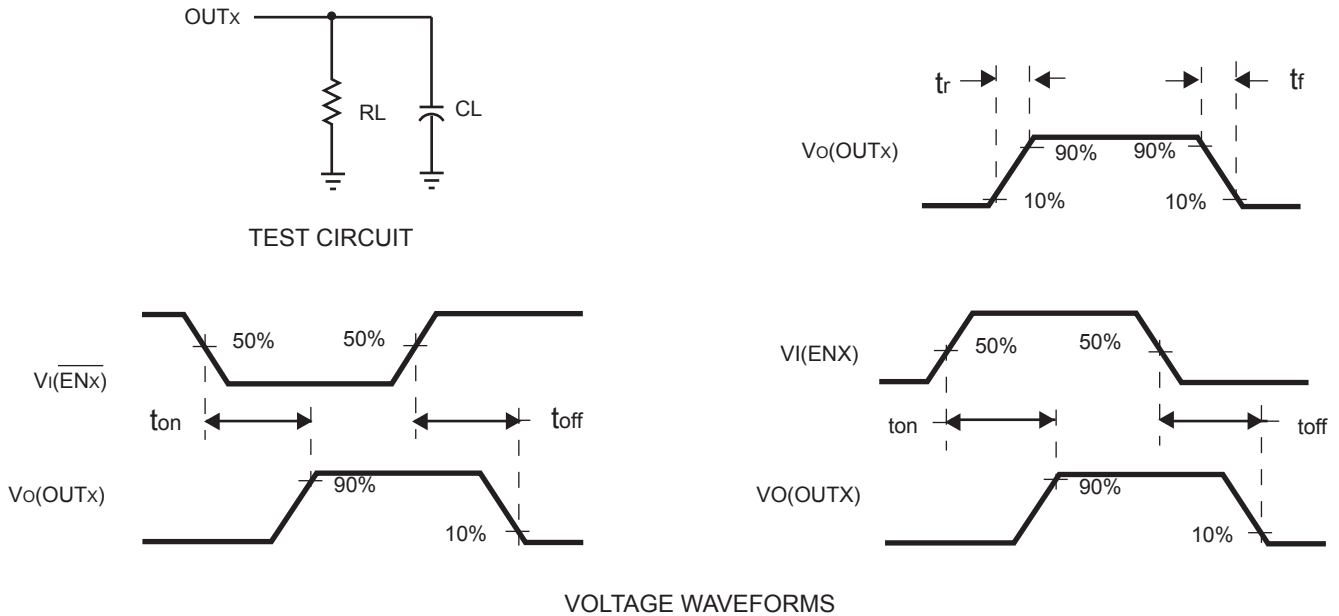 OUTx
RL
CL
TEST CIRCUIT
tr
tf
VO(OUTx)
90%
90%
10%
10%
VI(ENx)
50%
50%
ton
toff
VO(OUTx)
90%
10%
VI(ENX)
50%
50%
ton
toff
VO(OUTX)
90%
10%
VOLTAGE WAVEFORMS